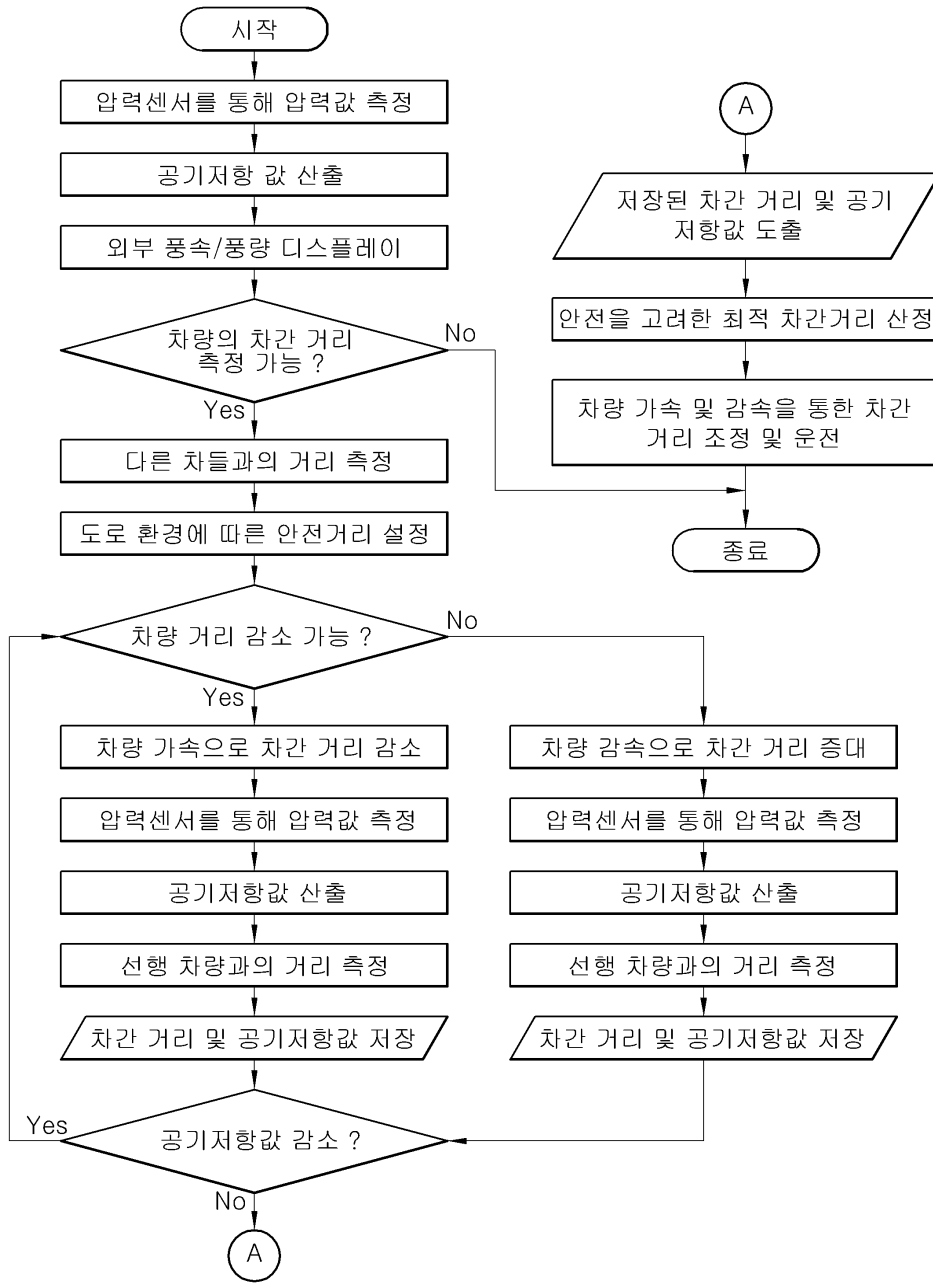 시작
압력센서를 통해 압력값 측정
공기저항 값 산출
외부 풍속/풍량 디스플레이
차량의 차간 거리
측정 가능 ?
No
Yes
다른 차들과의 거리 측정
도로 환경에 따른 안전거리 설정
차량 거리 감소 가능 ?
No
Yes
차량 가속으로 차간 거리 감소
압력센서를 통해 압력값 측정
공기저항값 산출
선행 차량과의 거리 측정
차간 거리 및 공기저항값 저장
차량 감속으로 차간 거리 증대
압력센서를 통해 압력값 측정
공기저항값 산출
선행 차량과의 거리 측정
차간 거리 및 공기저항값 저장
공기저항값 감소 ?
Yes
No
A
A
저장된 차간 거리 및 공기
저항값 도출
안전을 고려한 최적 차간거리 산정
차량 가속 및 감속을 통한 차간
거리 조정 및 운전
종료